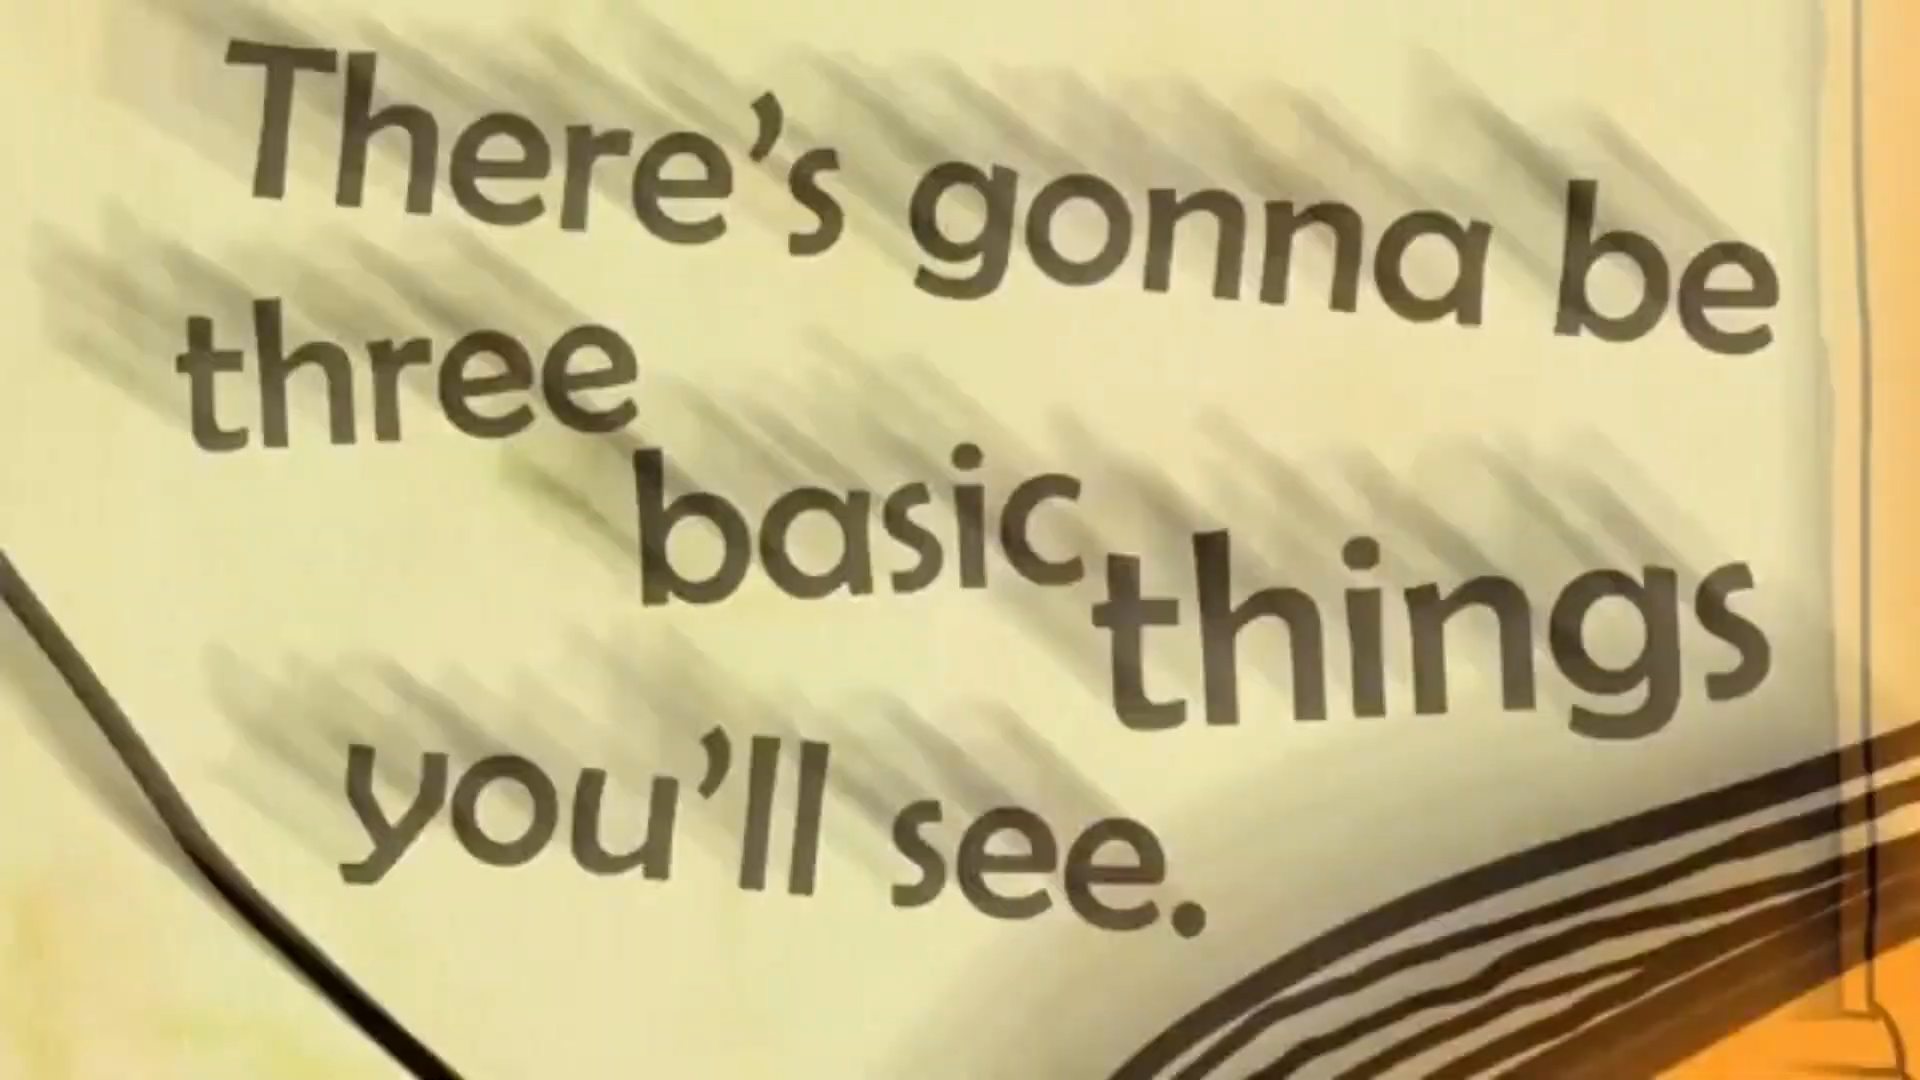 There's gonna be
three
basic
things
you'll see.